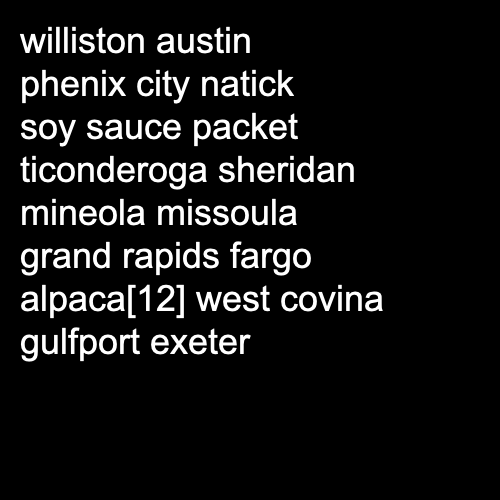 williston austin
phenix city natick
soy sauce packet
ticonderoga sheridan
mineola missoula
grand rapids fargo
alpaca[12] west covina
gulfport exeter